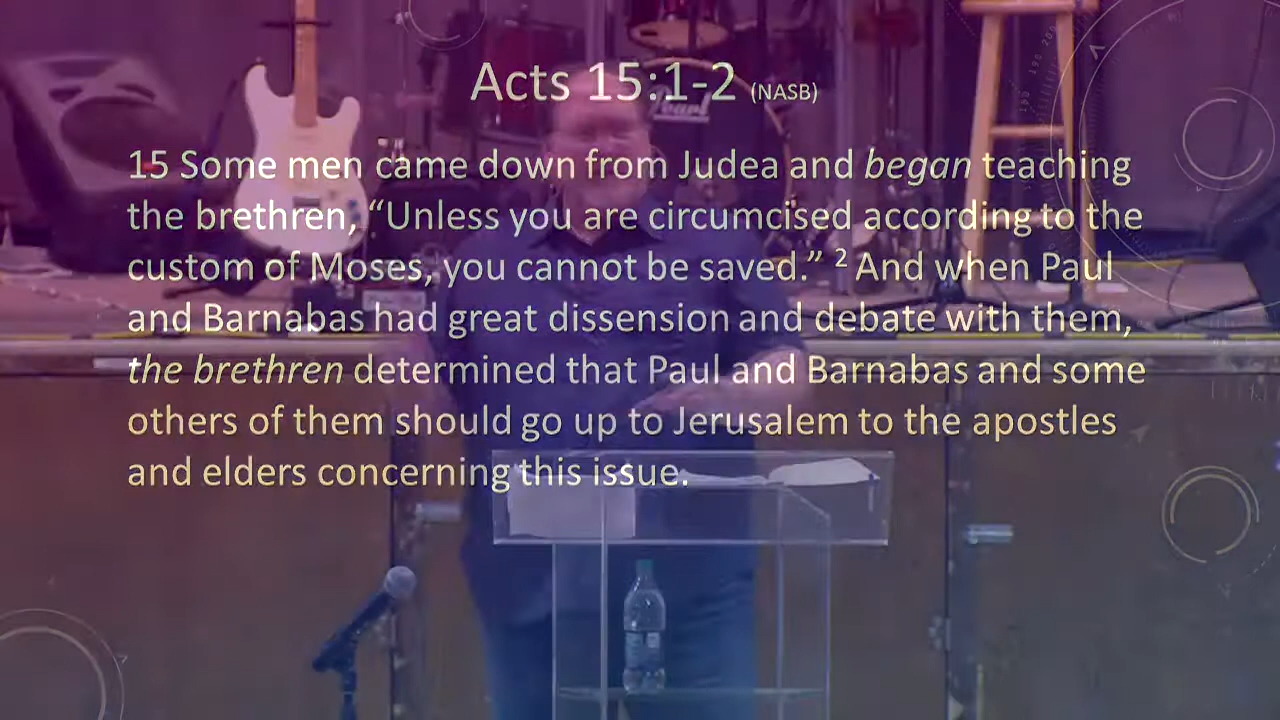 Acts 15:1-2 (NASB)
Pearl
15 Some men came down from Judea and began teaching
the brethren, “Unless you are circumcised according to the
custom of Moses, you cannot be saved.” ² And when Paul
and Barnabas had great dissension and debate with them,
the brethren determined that Paul and Barnabas and some
others of them should go up to Jerusalem to the apostles
and elders concerning this issue.